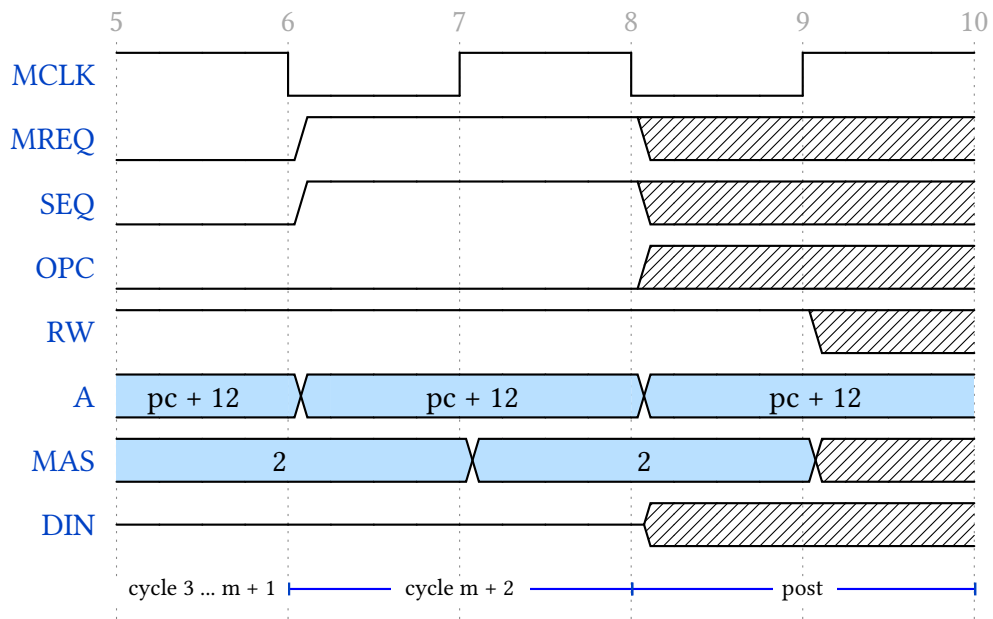 5 6 7 8 9 10
MCLK
MREQ
SEQ
OPC
RW
A pc + 12 pc + 12 pc + 12
MAS 2 2
DIN
cycle 3 ... m + 1 cycle m + 2 post